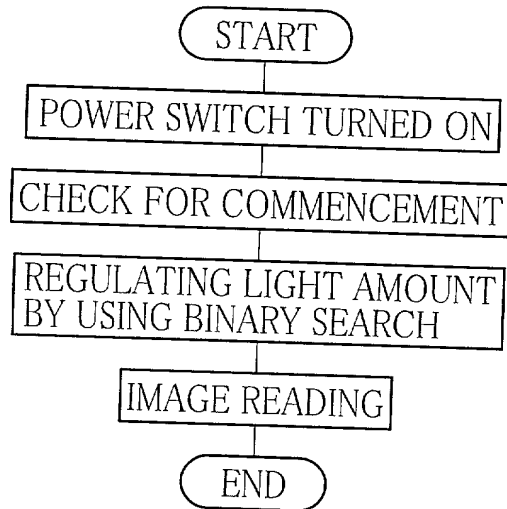 START
POWER SWITCH TURNED ON
CHECK FOR COMMENCEMENT
REGULATING LIGHT AMOUNT
BY USING BINARY SEARCH
IMAGE READING
END